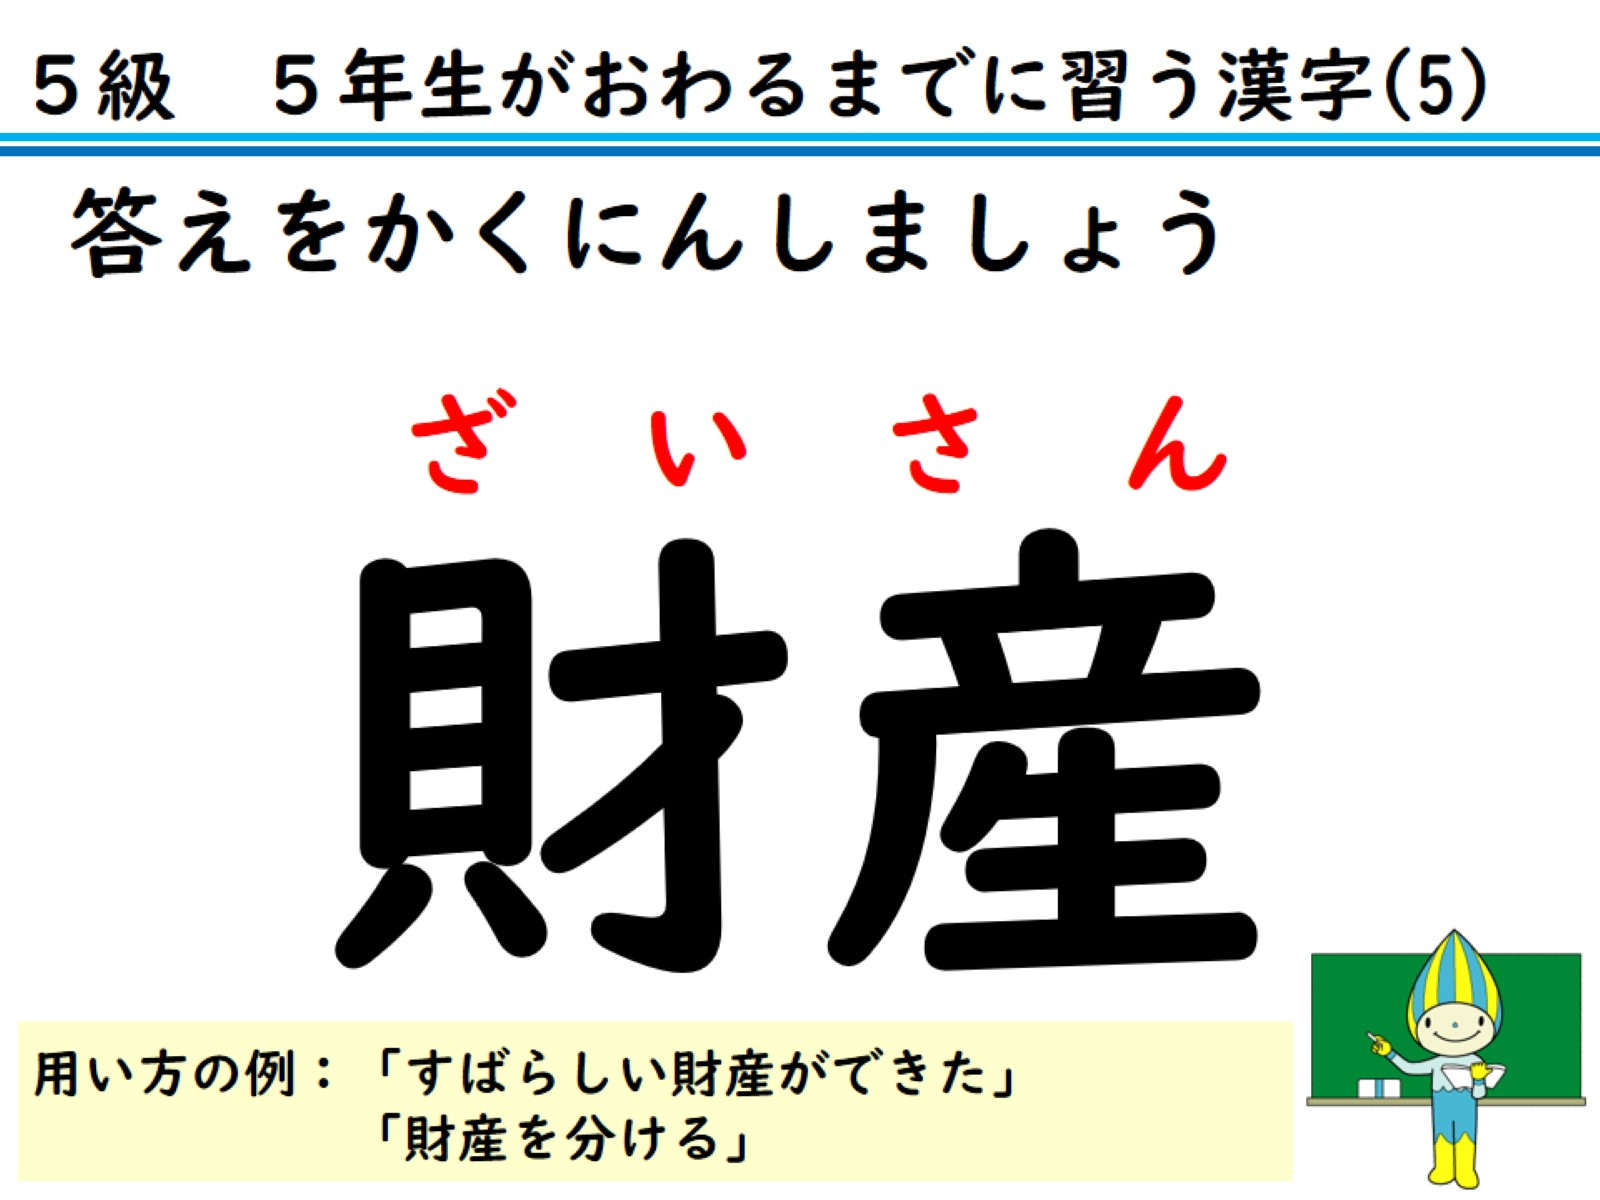 ５級　５年生がおわるまでに習う漢字(5)
答えをかくにんしましょう
ざいさん
財産
用い方の例：「すばらしい財産ができた」
「財産を分ける」